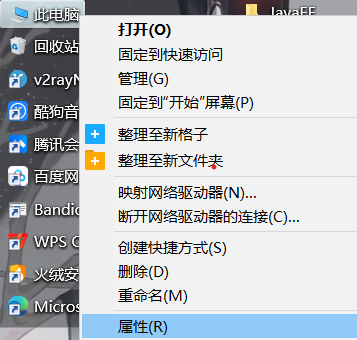 此电脑
回收站
v2rayN
酷狗音
腾讯会
百度网
Bandic
WPS C
火绒安
Micros
JavaEE
打开(O)
固定到快速访问
管理(G)
固定到"开始"屏幕(P)
整理至新格子
整理至新文件夹
映射网络驱动器(N)...
断开网络驱动器的连接(C)...
创建快捷方式(S)
删除(D)
重命名(M)
属性(R)